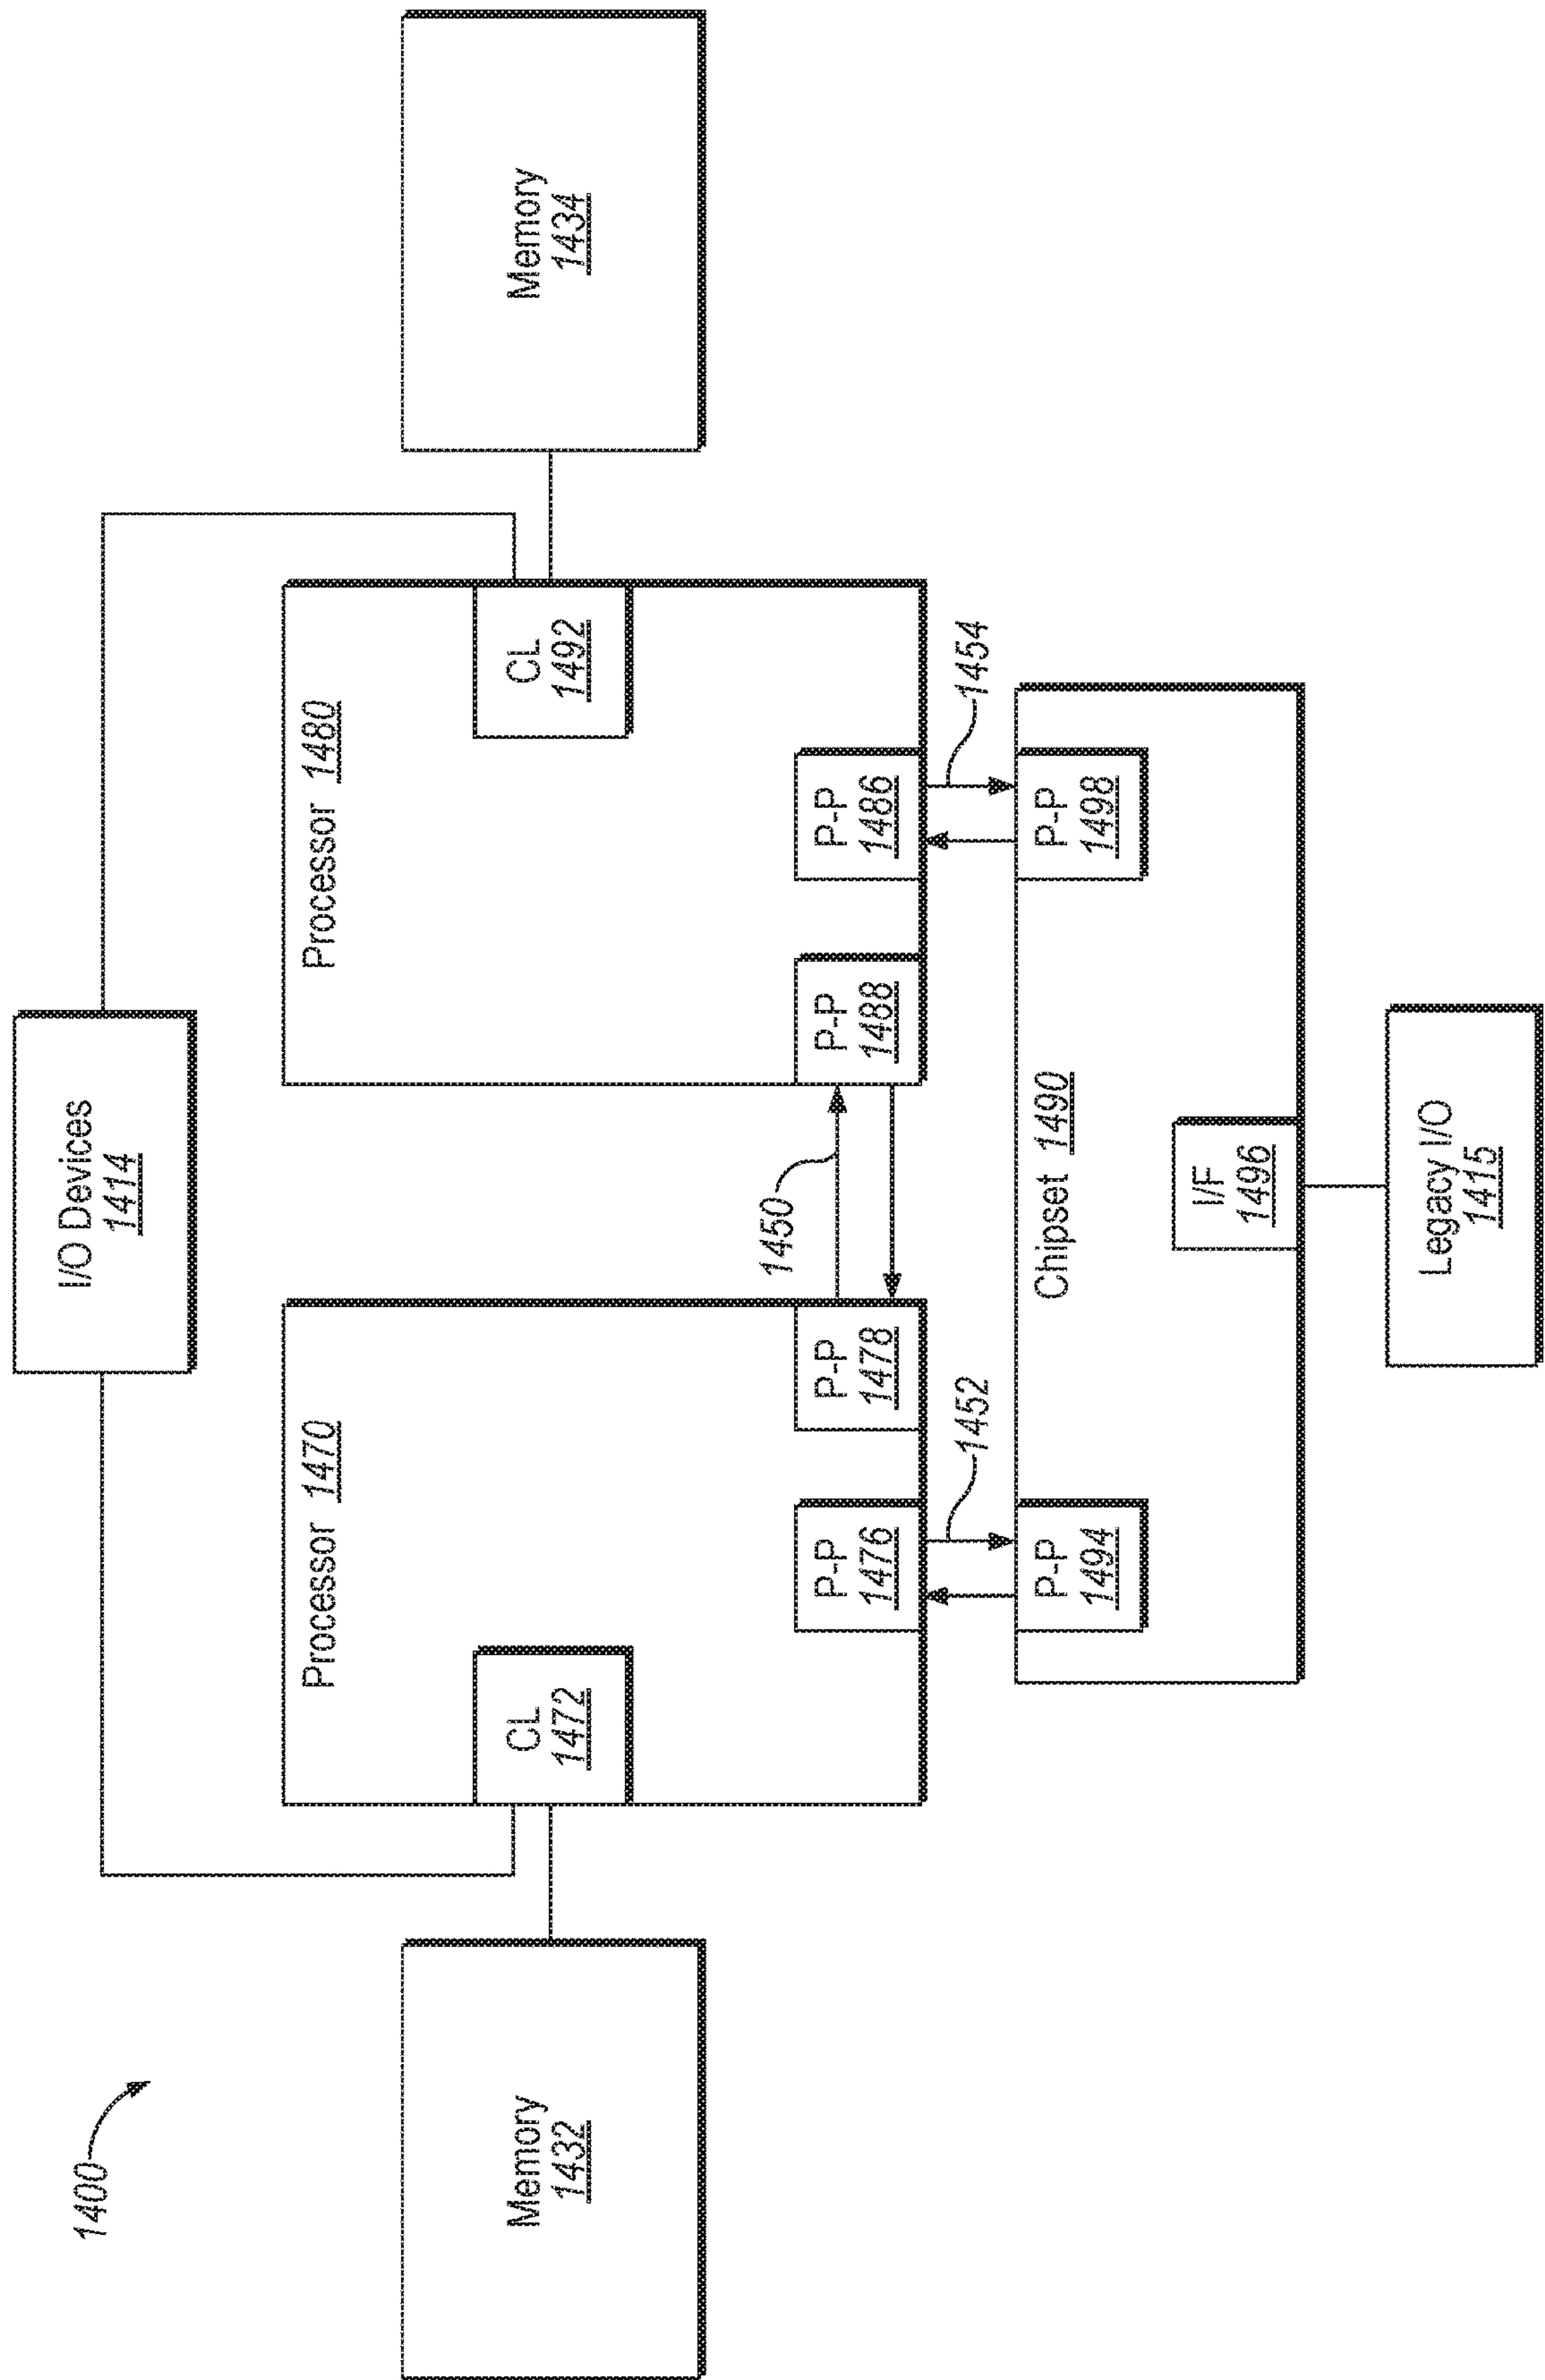 1400
I/O Devices
1414
Processor 1470
Processor 1480
Memory
1432
CL
1472
CL
1492
Memory
1434
1450
P-P
1476
P-P
1478
P-P
1488
P-P
1486
1452
1454
P-P
1494
Chipset 1490
P-P
1498
I/F
1496
Legacy I/O
1415